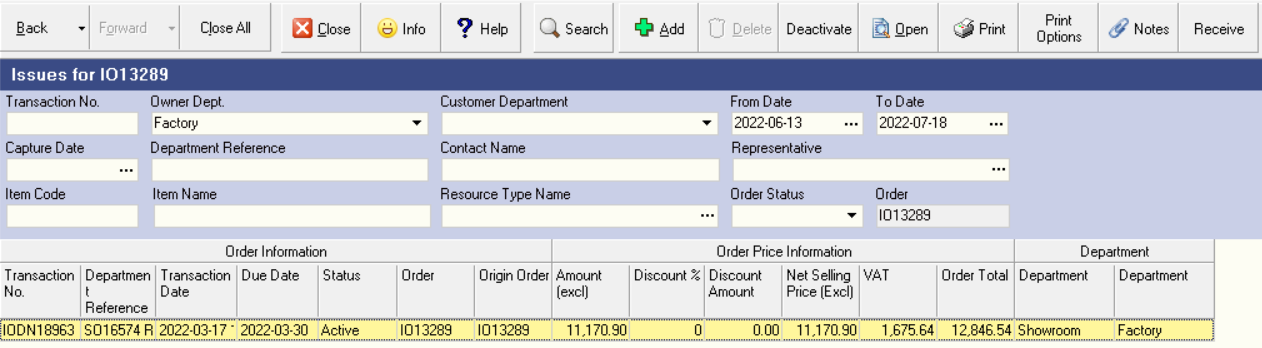 Back Forward Close All Close Info Help Search Add Delete Deactivate Open Print Print Options Notes Receive
Issues for IO13289
Transaction No. Owner Dept. Customer Department From Date To Date
Factory 2022-06-13 ... 2022-07-18 ...
Capture Date Department Reference Contact Name Representative
... ...
Item Code Item Name Resource Type Name Order Status Order
... IO13289
Order Information Order Price Information Department
Transaction No. Departmen t Reference Transaction Date Due Date Status Order Origin Order Amount (excl) Discount % Discount Amount Net Selling Price (Excl) VAT Order Total Department Department
IODN18963 SO16574 R 2022-03-17 2022-03-30 Active IO13289 IO13289 11,170.90 0 0.00 11,170.90 1,675.64 12,846.54 Showroom Factory